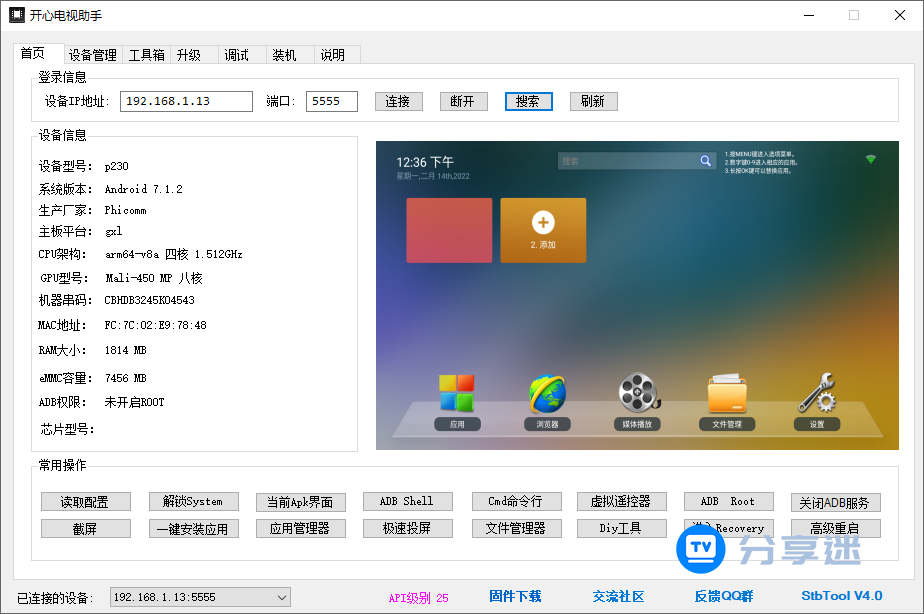 开心电视助手
首页 设备管理 工具箱 升级 调试 装机 说明
登录信息
设备IP地址: 192.168.1.13 端口: 5555 连接 断开 搜索 刷新
设备信息
设备型号: p230
系统版本: Android 7.1.2
生产厂家: Phicomm
主板平台: gxl
CPU架构: arm64-v8a 四核 1.512GHz
GPU型号: Mali-450 MP 八核
机器串码: CBHDB3245K04543
MAC地址: FC:7C:02:E9:78:48
RAM大小: 1814 MB
eMMC容量: 7456 MB
ADB权限: 未开启ROOT
芯片型号:
12:36 下午
星期一,二月 14th,2022
搜索
1.按MENU键进入选项菜单。
2.数字键0-9进入相应的应用。
3.长按OK键可以替换应用。
2. 添加
应用 浏览器 媒体播放 文件管理 设置
常用操作
读取配置 解锁System 当前Apk界面 ADB Shell Cmd命令行 虚拟遥控器 ADB Root 关闭ADB服务
截屏 一键安装应用 应用管理器 极速投屏 文件管理器 Diy工具 进入Recovery 高级重启
TV 分享迷
已连接的设备: 192.168.1.13:5555 API级别 25 固件下载 交流社区 反馈QQ群 StbTool V4.0